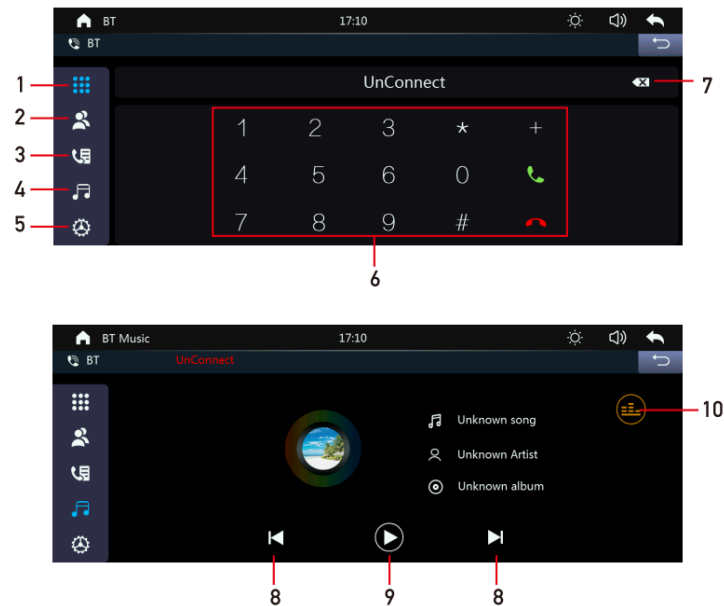 BT 17:10
BT
1
UnConnect
7
2
1 2 3 * +
3
4 5 6 0
4
5
7 8 9 #
6
BT Music 17:10
BT UnConnect
Unknown song
10
Unknown Artist
Unknown album
8 9 8